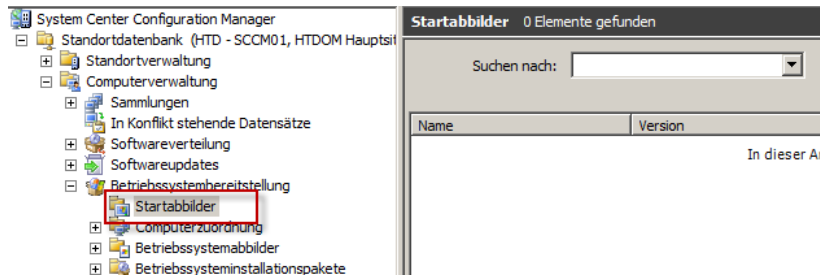 System Center Configuration Manager
Standortdatenbank (HTD - SCCM01, HTDOM Hauptsit
Standortverwaltung
Computerverwaltung
Sammlungen
In Konflikt stehende Datensätze
Softwareverteilung
Softwareupdates
Betriebssystembereitstellung
Startabbilder
Computerzuordnung
Betriebssystemabbilder
Betriebssysteminstallationspakete
Startabbilder 0 Elemente gefunden
Suchen nach:
Name Version
In dieser A